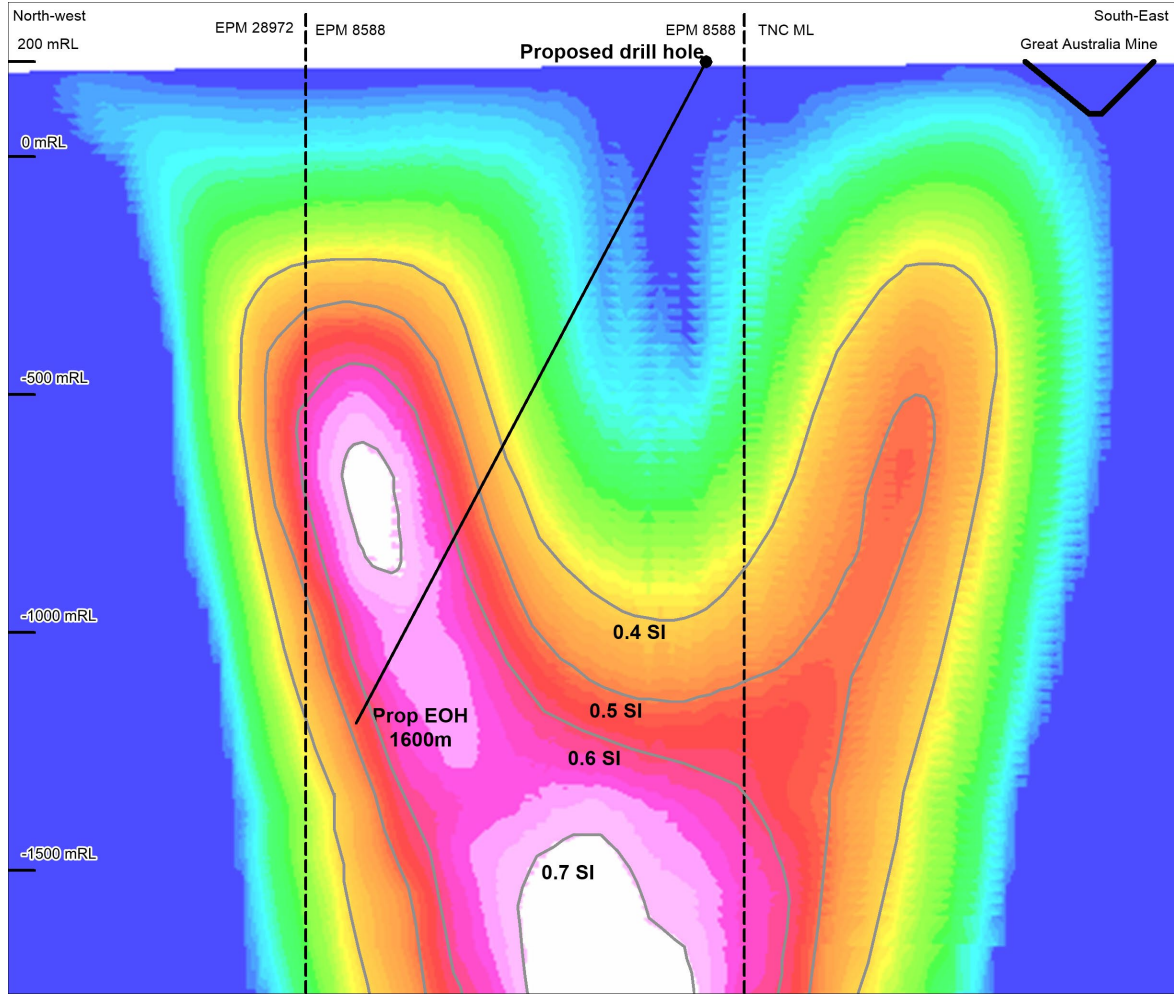 North-west
South-East
EPM 28972
EPM 8588
EPM 8588
TNC ML
200 mRL
Great Australia Mine
Proposed drill hole
0 mRL
-500 mRL
-1000 mRL
0.4 SI
0.5 SI
Prop EOH
1600m
0.6 SI
-1500 mRL
0.7 SI